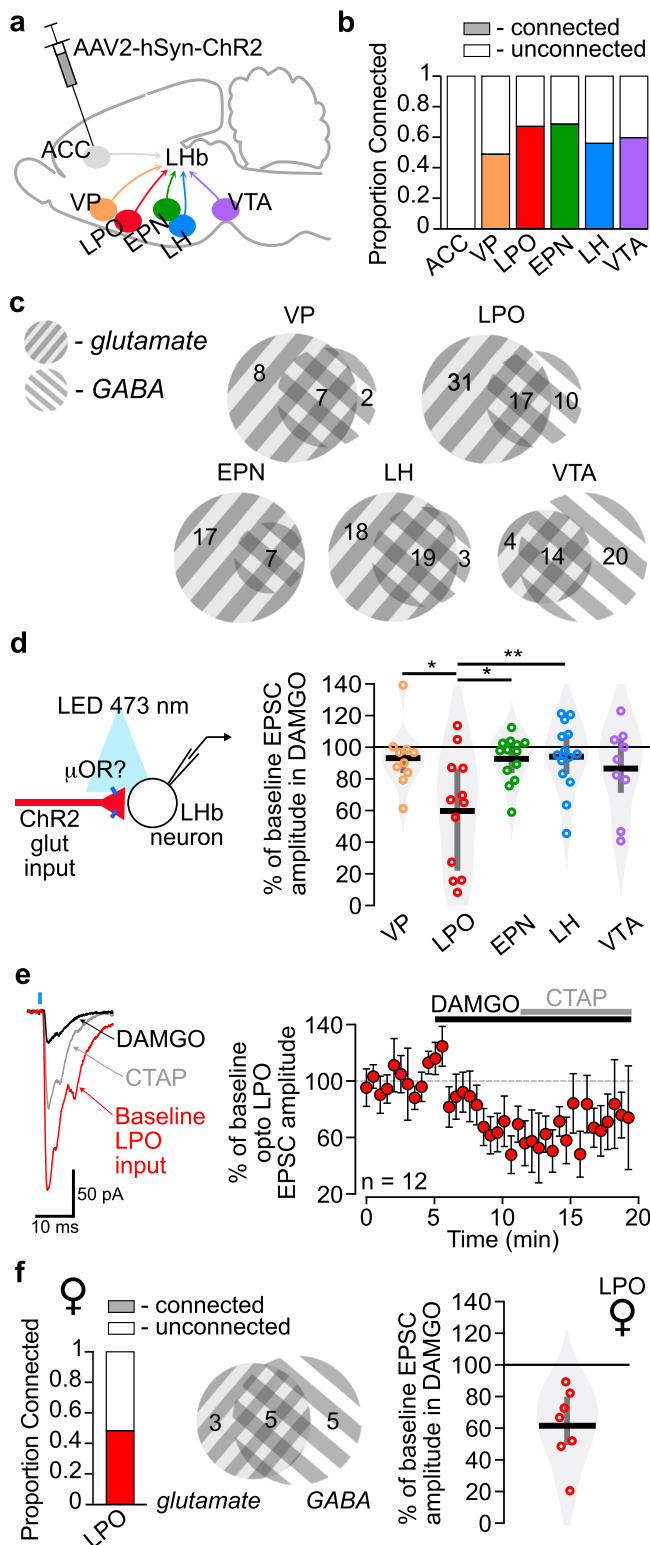 a
AAV2-hSyn-ChR2
ACC
LHb
VP
LPO
EPN
LH
VTA
b
- connected
- unconnected
Proportion Connected
1
0.8
0.6
0.4
0.2
0
ACC
VP
LPO
EPN
LH
VTA
c
- glutamate
- GABA
VP
8
7
2
LPO
31
17
10
EPN
17
7
LH
18
19
3
VTA
4
14
20
d
LED 473 nm
µOR?
ChR2
glut
input
LHb
neuron
% of baseline EPSC
amplitude in DAMGO
140
120
100
80
60
40
20
0
*
*
**
VP
LPO
EPN
LH
VTA
e
DAMGO
CTAP
Baseline
LPO
input
50 pA
10 ms
% of baseline
opto LPO
EPSC amplitude
140
100
60
20
DAMGO
CTAP
n = 12
0
5
10
15
20
Time (min)
f
♀
- connected
- unconnected
Proportion Connected
1
0.8
0.6
0.4
0.2
0
LPO
3
5
5
glutamate
GABA
LPO
♀
% of baseline EPSC
amplitude in DAMGO
140
120
100
80
60
40
20
0